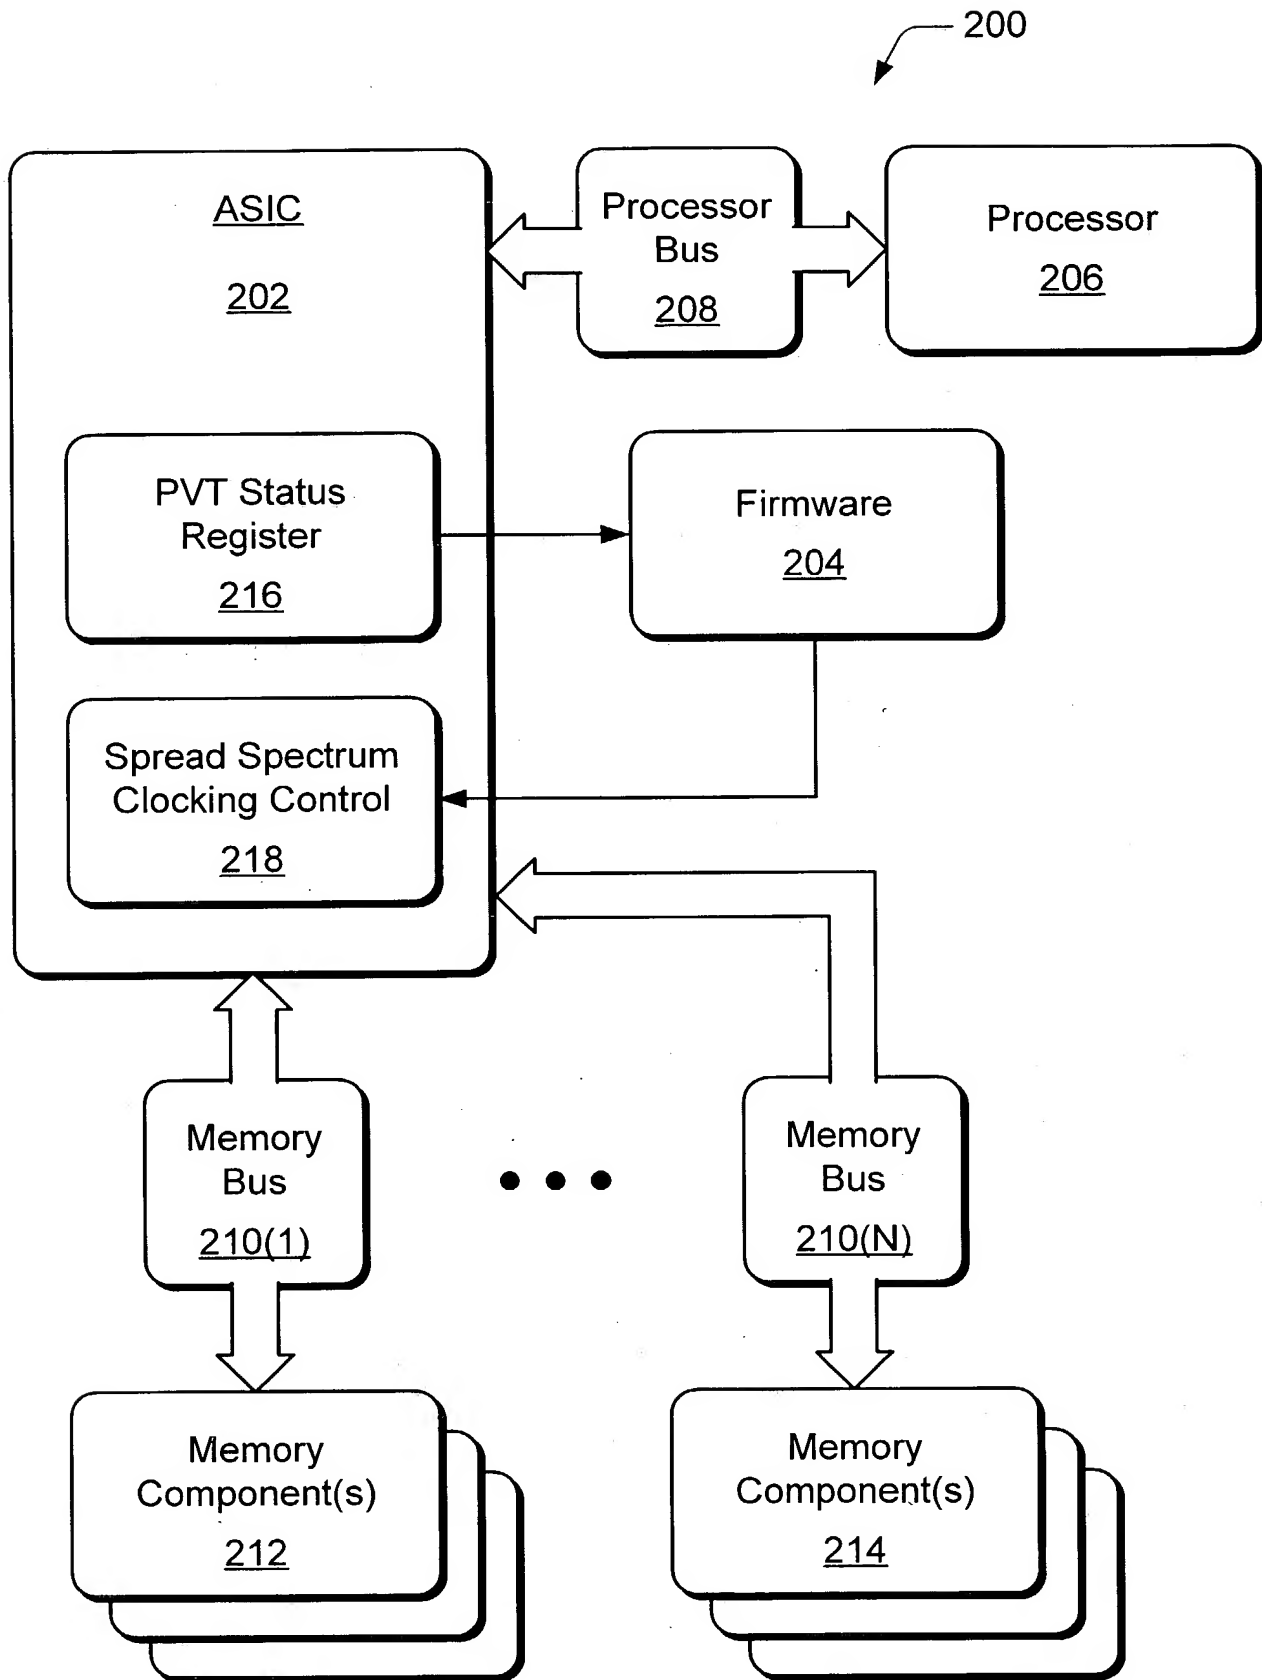 200
ASIC
202
Processor
Bus
208
Processor
206
PVT Status
Register
216
Firmware
204
Spread Spectrum
Clocking Control
218
Memory
Bus
210(1)
Memory
Bus
210(N)
Memory
Component(s)
212
Memory
Component(s)
214